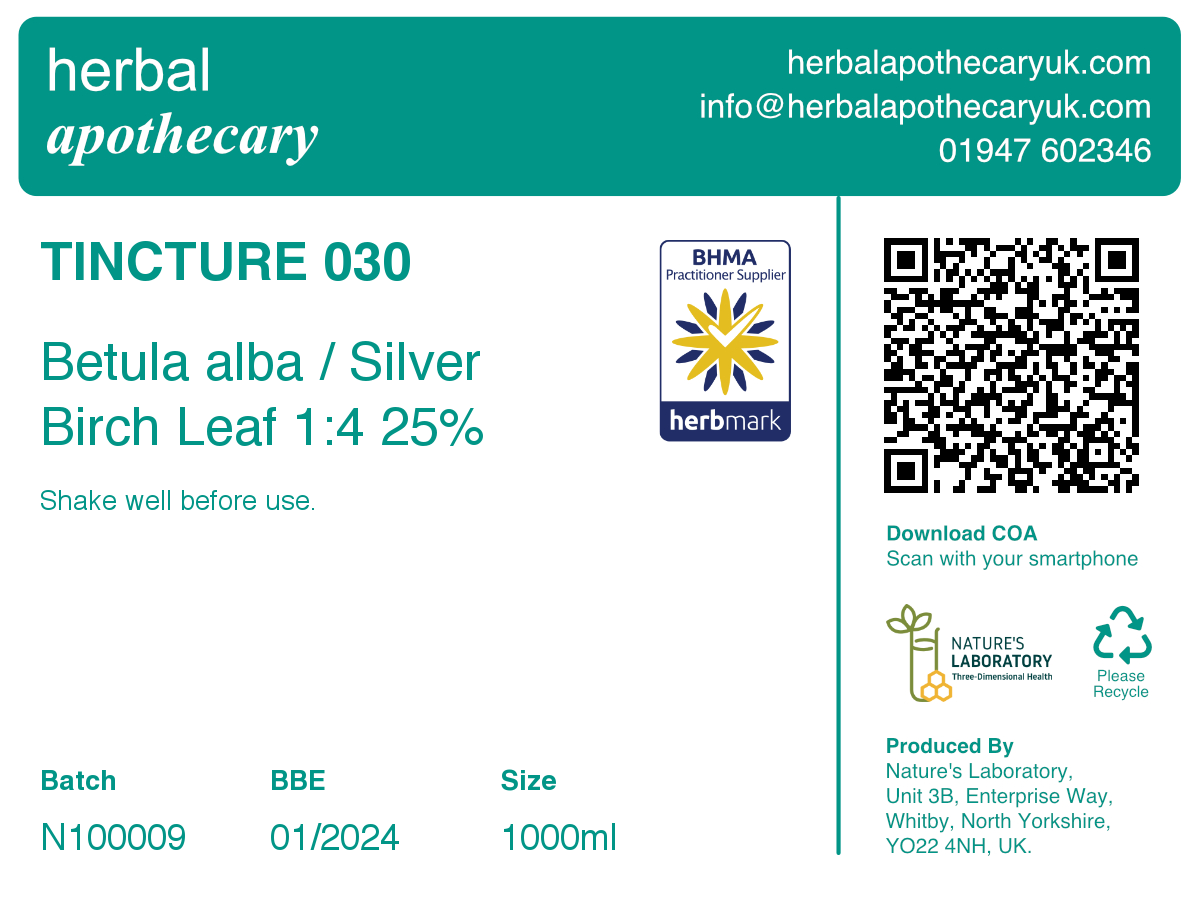 herbal
apothecary
herbalapothecaryuk.com
info@herbalapothecaryuk.com
01947 602346
TINCTURE 030
Betula alba / Silver
Birch Leaf 1:4 25%
Shake well before use.
BHMA
Practitioner Supplier
herbmark
Batch
N100009
BBE
01/2024
Size
1000ml
Download COA
Scan with your smartphone
NATURE'S
LABORATORY
Three-Dimensional Health
Please
Recycle
Produced By
Nature's Laboratory,
Unit 3B, Enterprise Way,
Whitby, North Yorkshire,
YO22 4NH, UK.